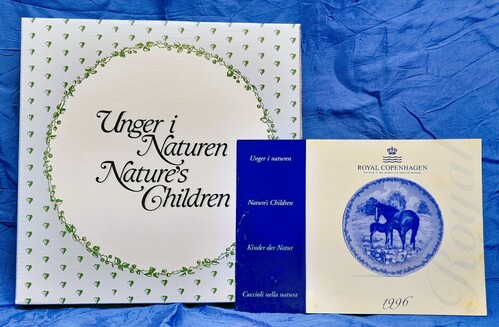 Unger i
Naturen
Nature's
Children
Unger i naturen
Nature's Children
Kinder der Natur
Cuccioli nella natura
ROYAL COPENHAGEN
1996